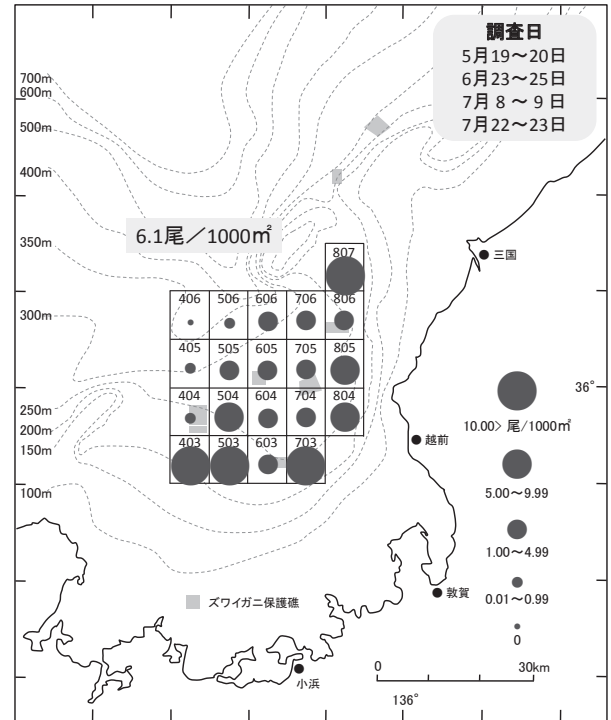 調査日
5月19～20日
6月23～25日
7月 8 ～ 9 日
7月22～23日
700m
600m
500m
400m
6.1尾／1000㎡
350m
三国
807
406 506 606 706 806
300m
405 505 605 705 805
36°
404 504 604 704 804
10.00> 尾/1000㎡
250m
200m
越前
150m
403 503 603 703
5.00～9.99
100m
1.00～4.99
0.01～0.99
敦賀
ズワイガニ保護礁
0
0 30km
小浜
136°